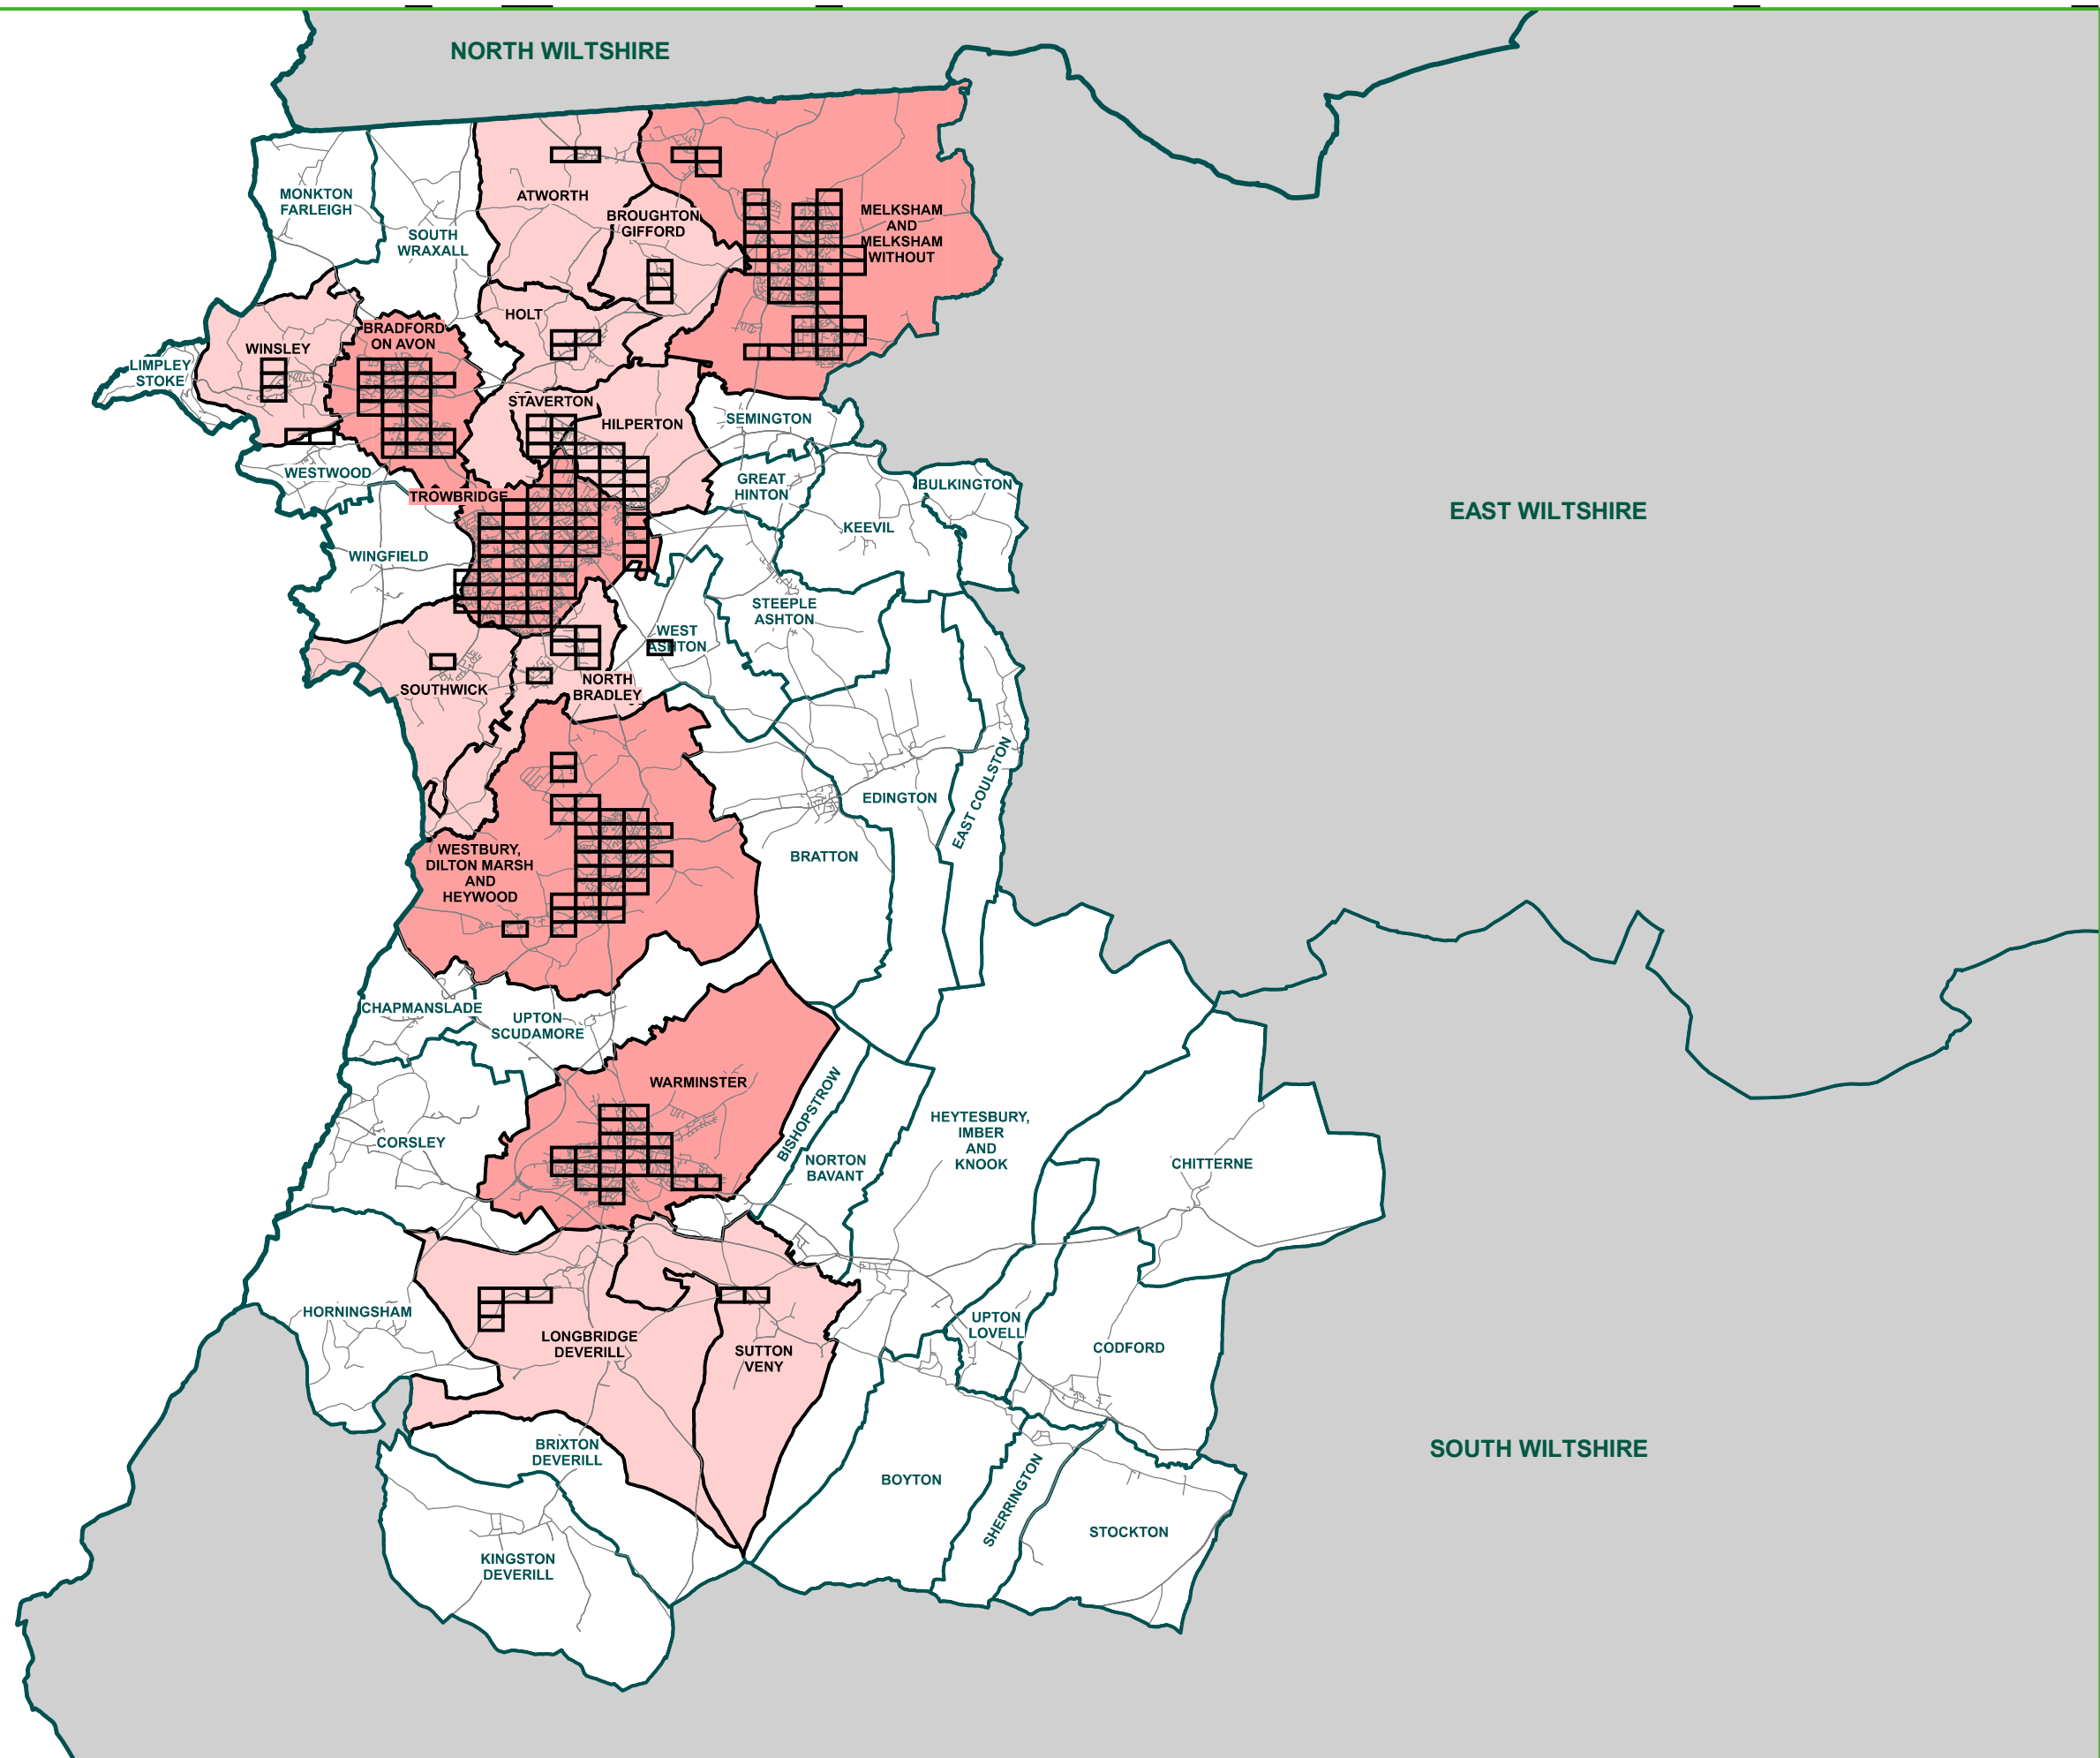 NORTH WILTSHIRE
MONKTON
FARLEIGH
SOUTH
WRAXALL
ATWORTH
BROUGHTON
GIFFORD
MELKSHAM
AND
MELKSHAM
WITHOUT
HOLT
BRADFORD
ON AVON
WINSLEY
LIMPLEY
STOKE
STAVERTON
HILPERTON
SEMINGTON
WESTWOOD
TROWBRIDGE
GREAT
HINTON
BULKINGTON
KEEVIL
EAST WILTSHIRE
WINGFIELD
STEEPLE
ASHTON
WEST
ASHTON
SOUTHWICK
NORTH
BRADLEY
EDINGTON
EAST COULSTON
BRATTON
WESTBURY,
DILTON MARSH
AND
HEYWOOD
CHAPMANSLADE
UPTON
SCUDAMORE
WARMINSTER
BISHOPSTROW
CORSLEY
NORTON
BAVANT
HEYTESBURY,
IMBER
AND
KNOOK
CHITTERNE
HORNINGSHAM
LONGBRIDGE
DEVERILL
SUTTON
VENY
UPTON
LOVELL
CODFORD
BRIXTON
DEVERILL
BOYTON
SHERRINGTON
STOCKTON
SOUTH WILTSHIRE
KINGSTON
DEVERILL